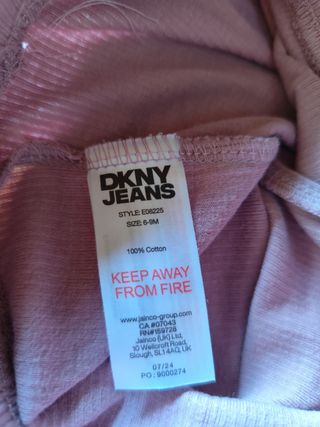 DKNY
JEANS
STYLE: E08225
SIZE: 6-9M
100% Cotton
KEEP AWAY
FROM FIRE
www.jainco-group.com
CA #07043
RN#159728
Jainco (UK) Ltd.
10 Wellcroft Road,
Slough, SL1 4AQ, UK
07/24
PO : 9000274